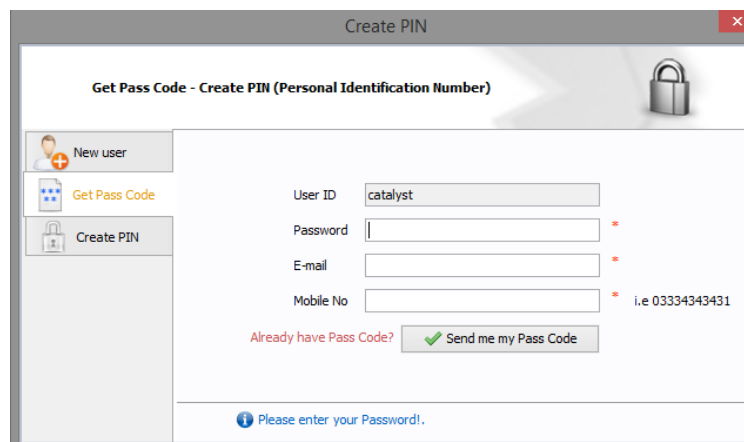 Create PIN
Get Pass Code - Create PIN (Personal Identification Number)
New user
Get Pass Code
Create PIN
User ID catalyst
Password *
E-mail *
Mobile No * i.e 03334343431
Already have Pass Code? Send me my Pass Code
Please enter your Password!.